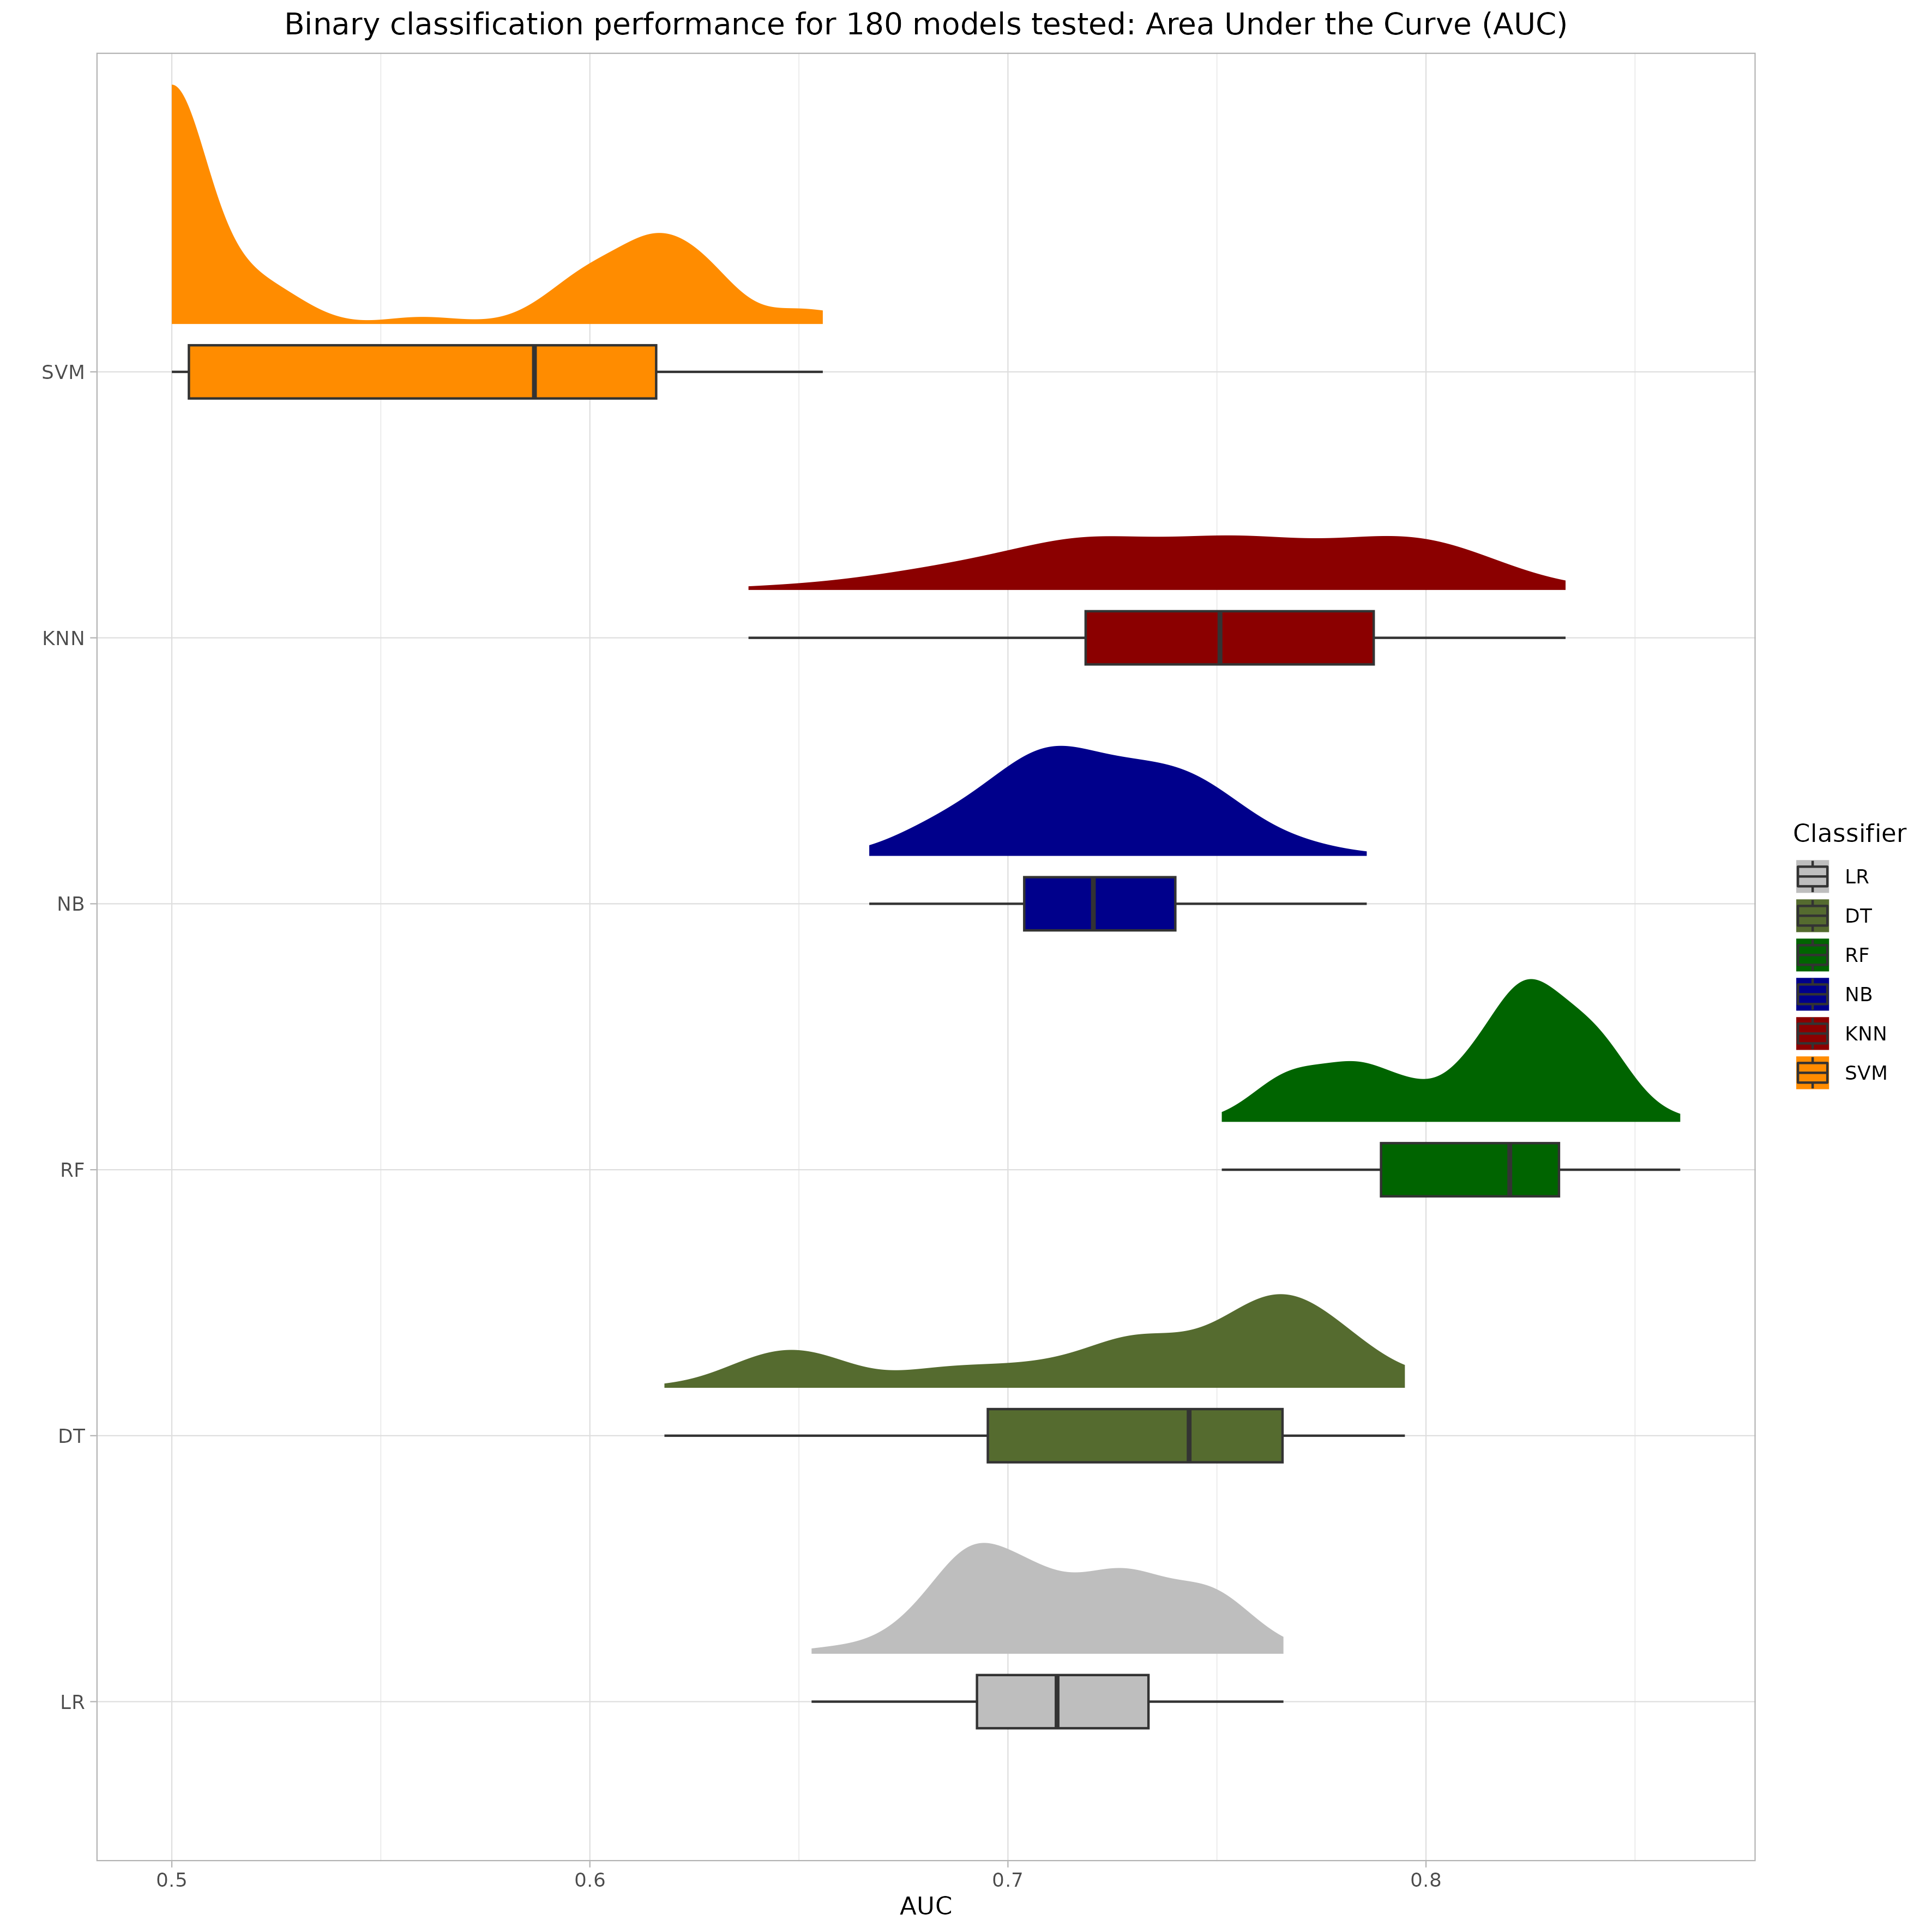 Binary classification performance for 180 models tested: Area Under the Curve (AUC)
SVM
KNN
NB
RF
DT
LR
0.5
0.6
0.7
0.8
AUC
Classifier
LR
DT
RF
NB
KNN
SVM